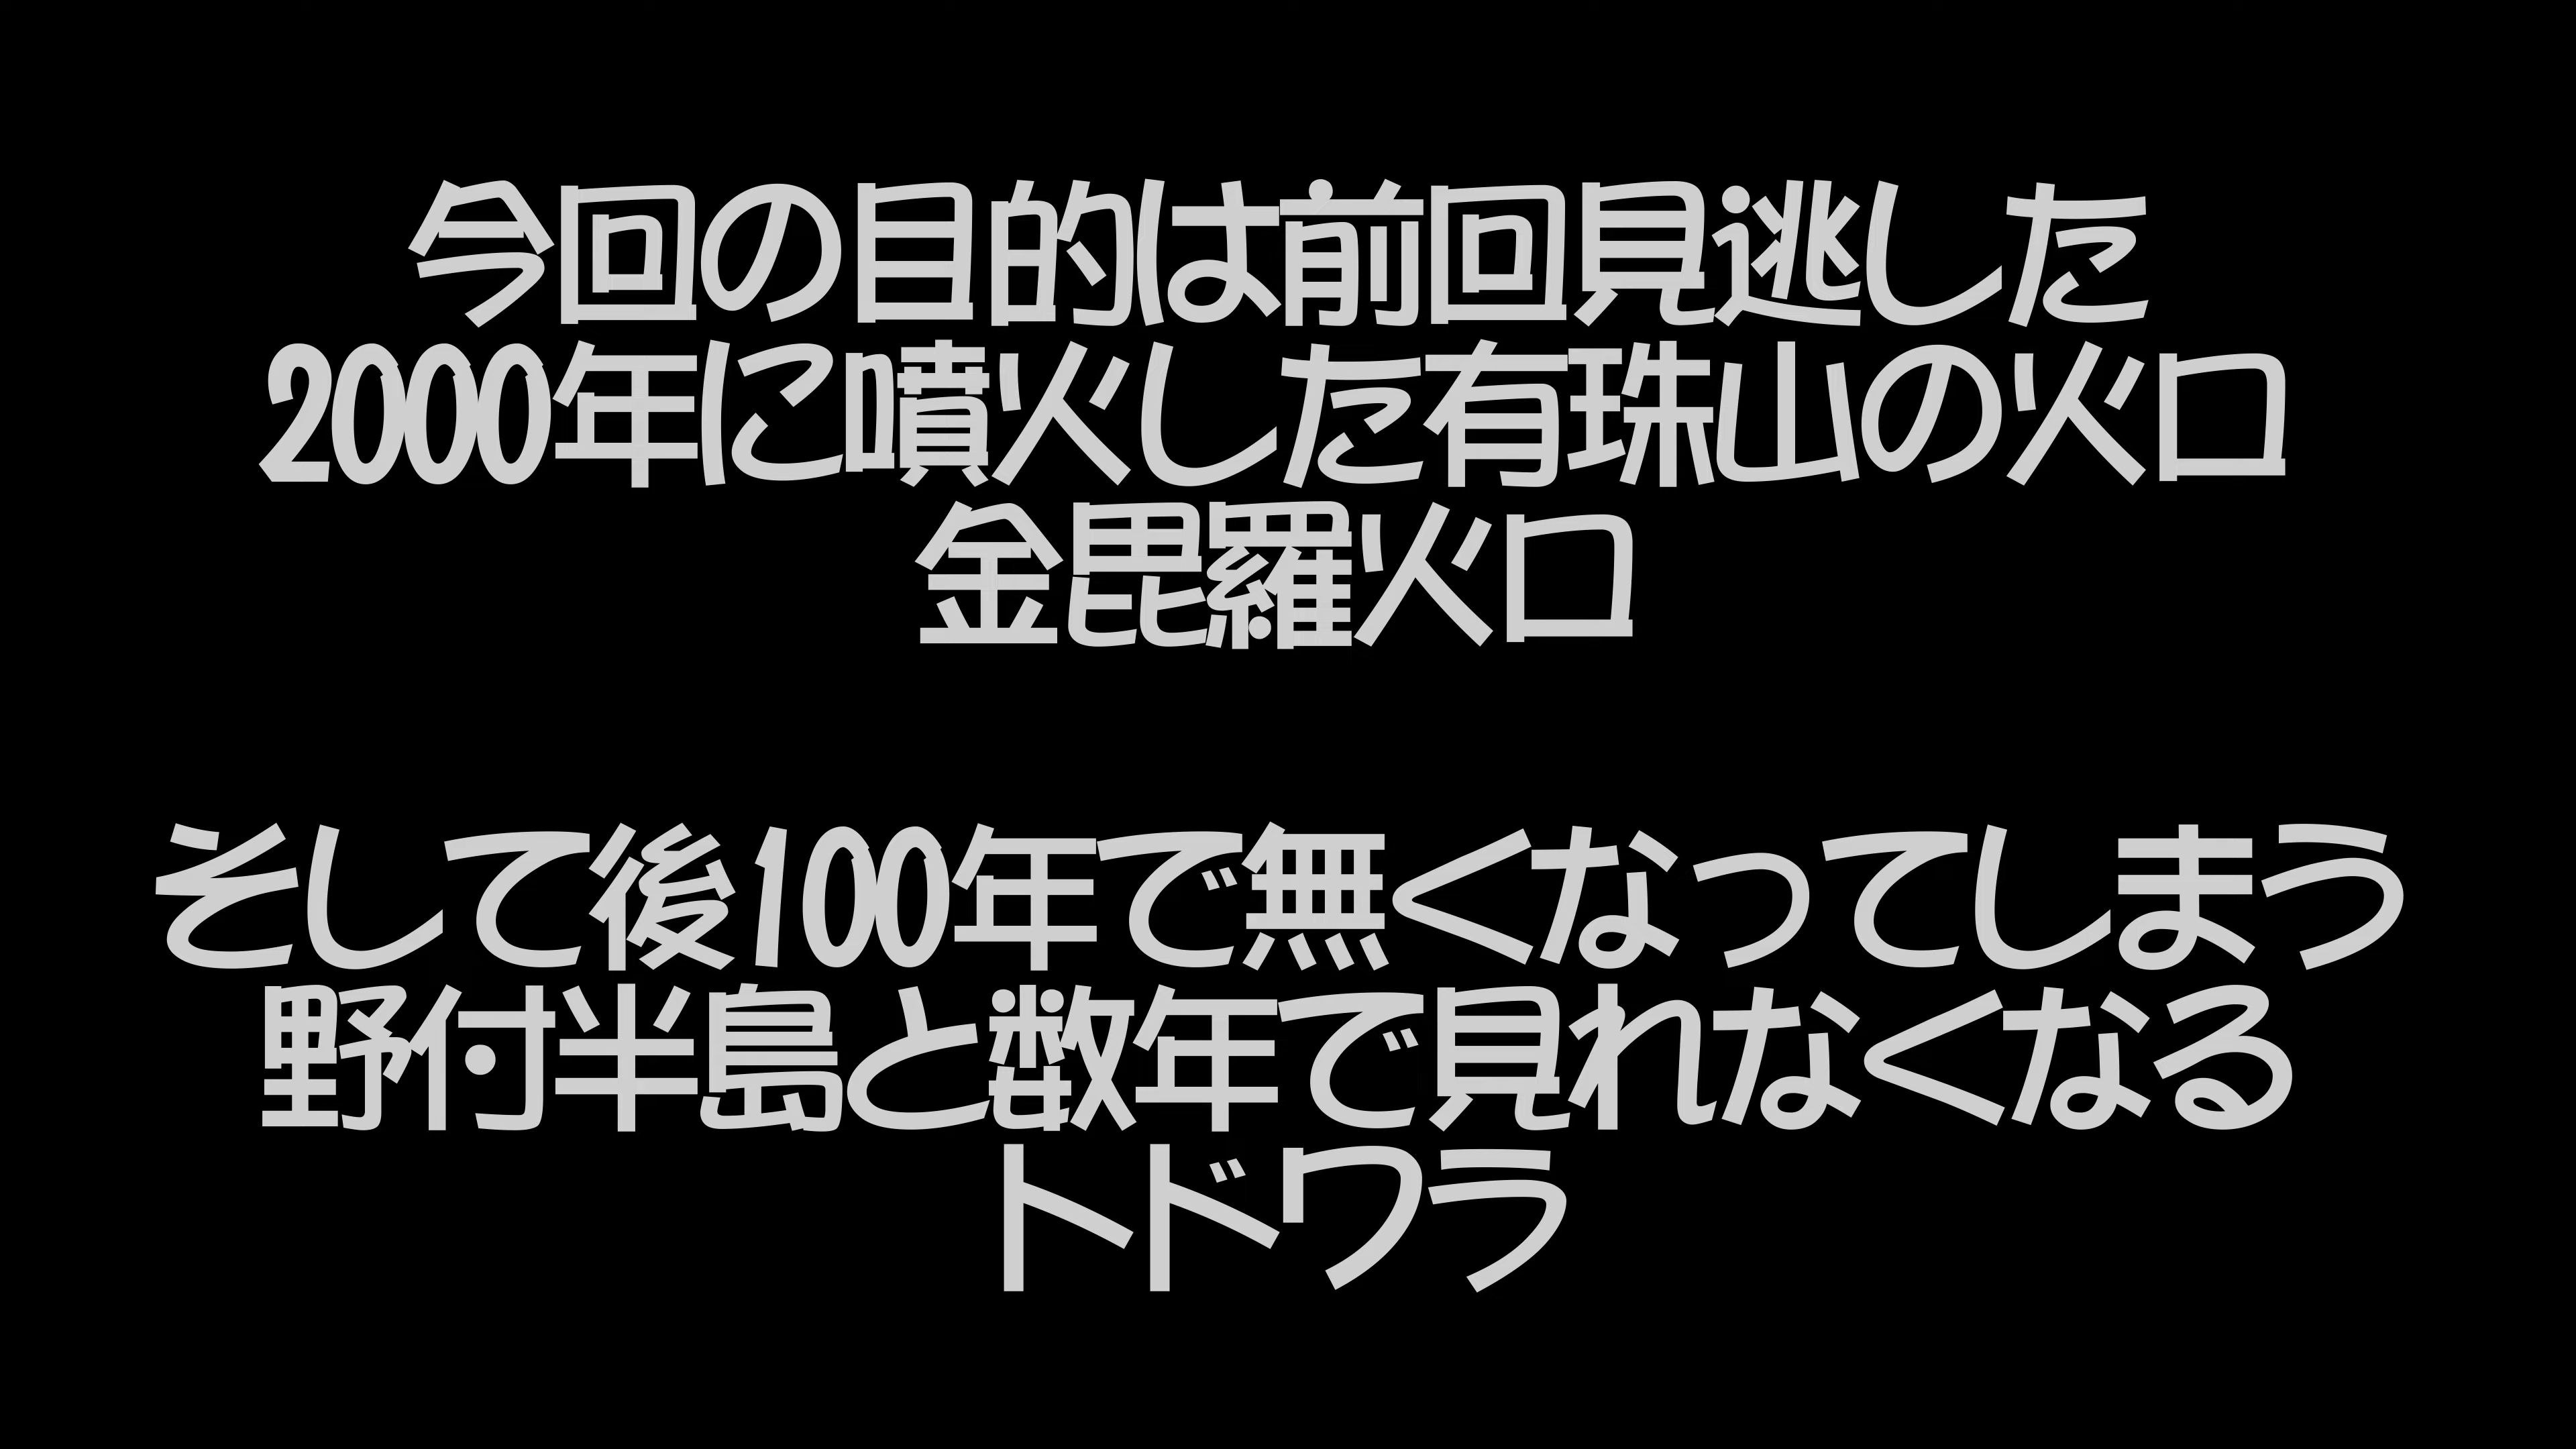 今回の目的は前回見逃した
2000年に噴火した有珠山の火口
金毘羅火口
そして後100年で無くなってしまう
野付半島と数年で見れなくなる
トドワラ